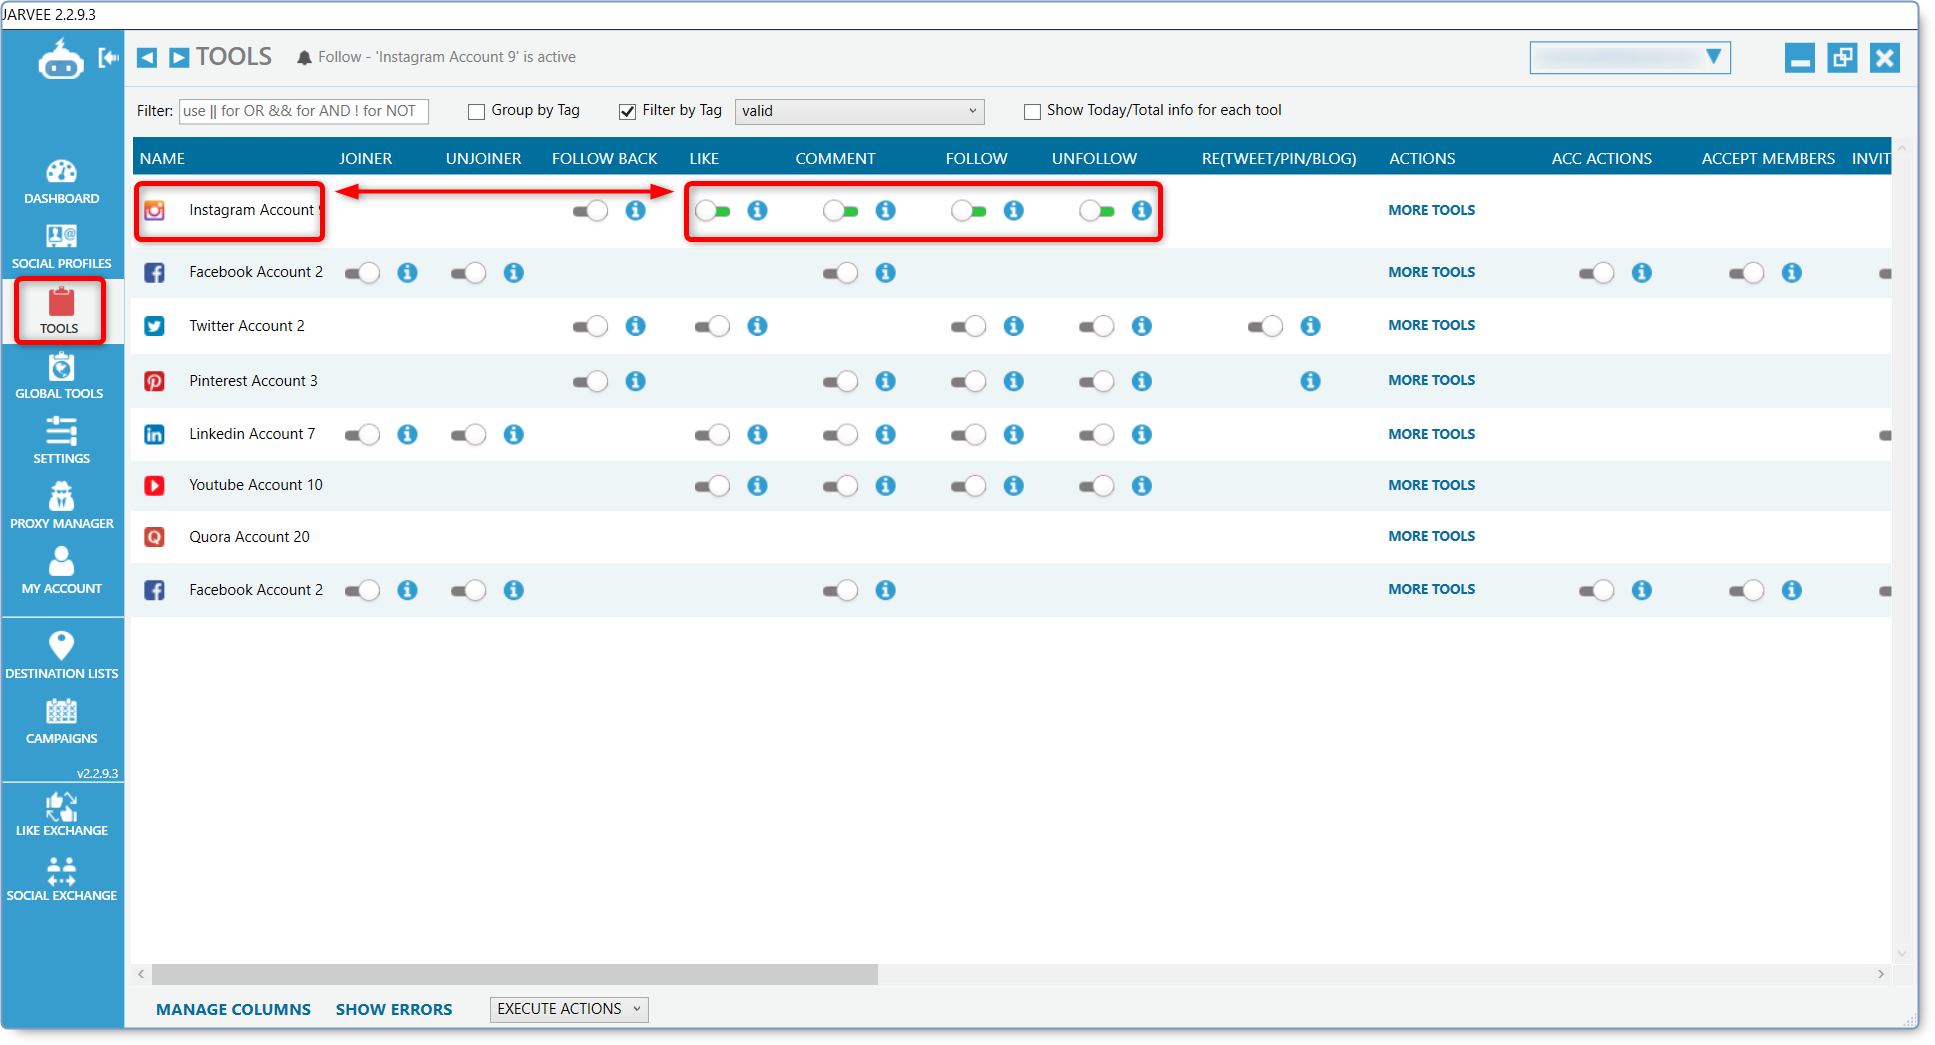 JARVEE 2.2.9.3
TOOLS Follow - 'Instagram Account 9' is active
Filter: use || for OR && for AND ! for NOT Group by Tag Filter by Tag valid Show Today/Total info for each tool
NAME JOINER UNJOINER FOLLOW BACK LIKE COMMENT FOLLOW UNFOLLOW RE(TWEET/PIN/BLOG) ACTIONS ACC ACTIONS ACCEPT MEMBERS INVIT
Instagram Account 9 MORE TOOLS
Facebook Account 2 MORE TOOLS
Twitter Account 2 MORE TOOLS
Pinterest Account 3 MORE TOOLS
Linkedin Account 7 MORE TOOLS
Youtube Account 10 MORE TOOLS
Quora Account 20 MORE TOOLS
Facebook Account 2 MORE TOOLS
DASHBOARD
SOCIAL PROFILES
TOOLS
GLOBAL TOOLS
SETTINGS
PROXY MANAGER
MY ACCOUNT
DESTINATION LISTS
CAMPAIGNS
v2.2.9.3
LIKE EXCHANGE
SOCIAL EXCHANGE
MANAGE COLUMNS SHOW ERRORS EXECUTE ACTIONS